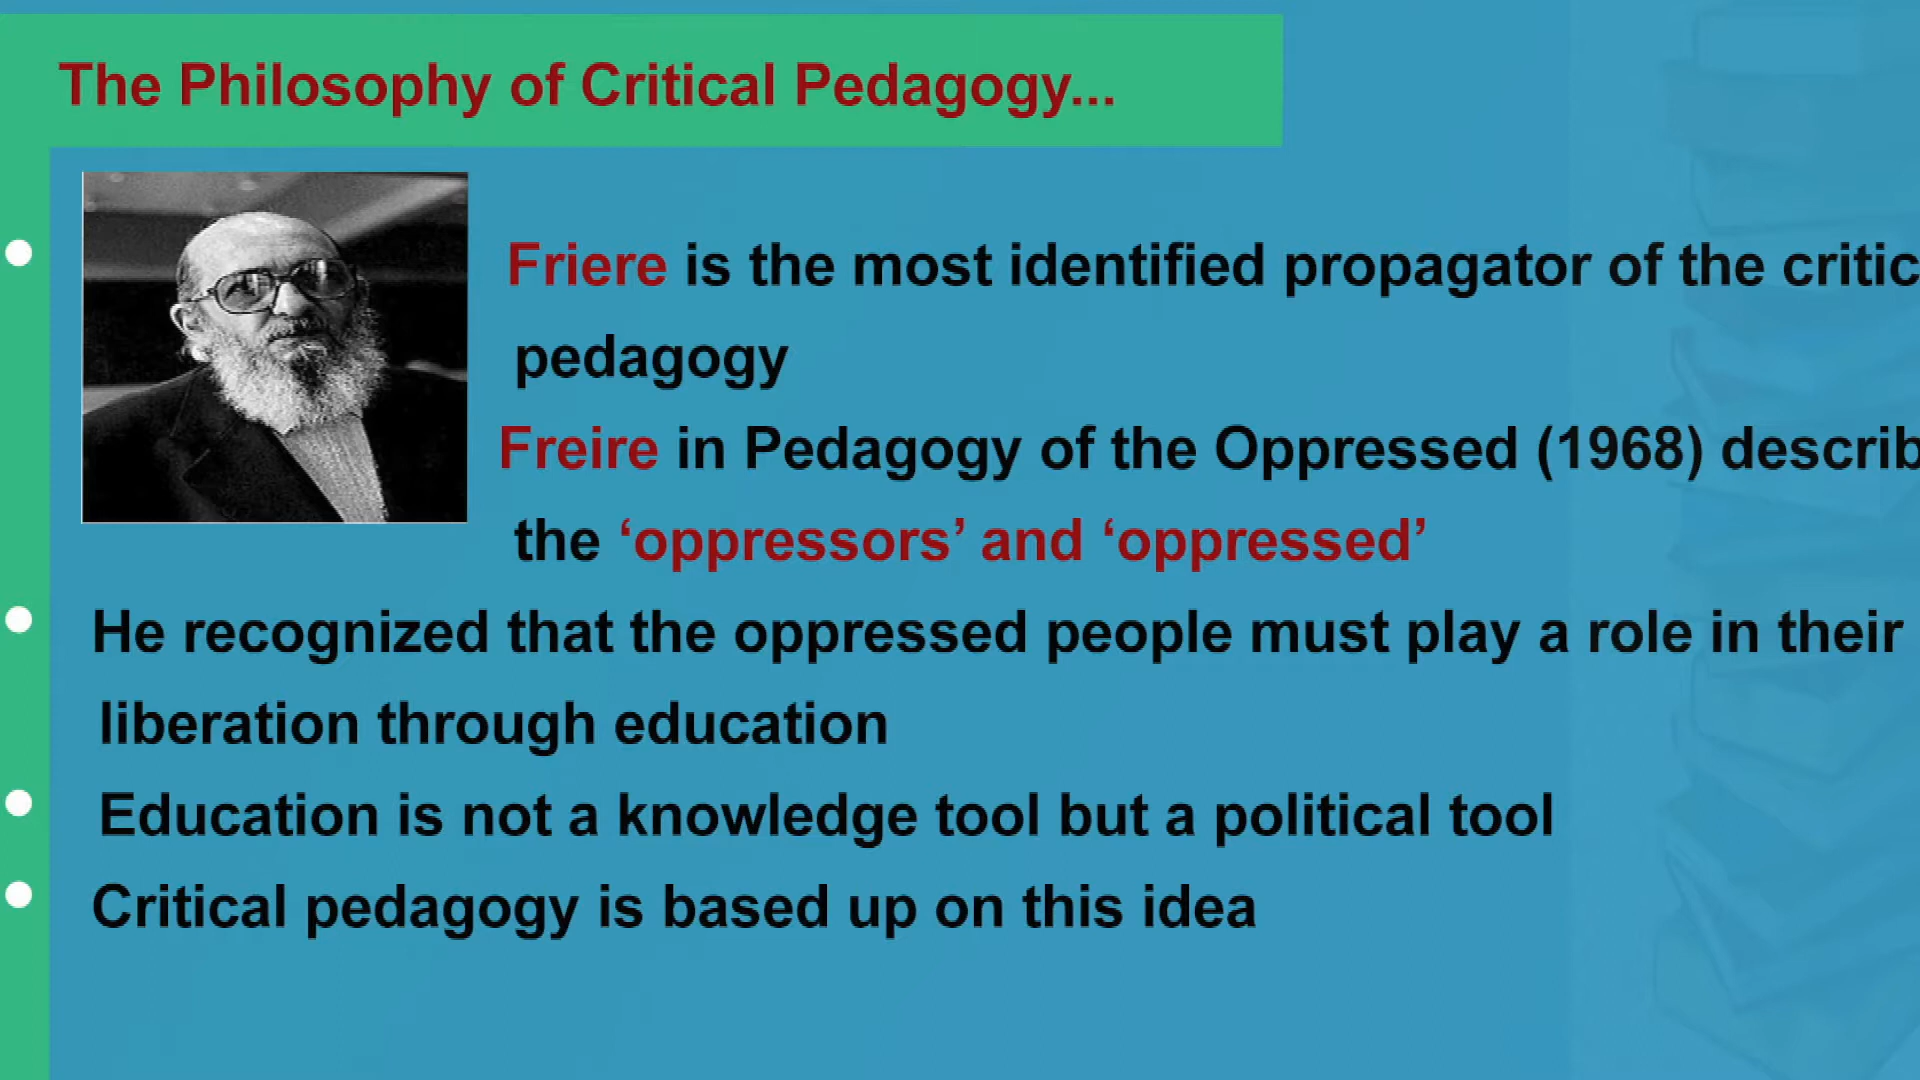 The Philosophy of Critical Pedagogy...
Friere is the most identified propagator of the critic
pedagogy
Freire in Pedagogy of the Oppressed (1968) describ
the ‘oppressors’ and ‘oppressed’
He recognized that the oppressed people must play a role in their
liberation through education
Education is not a knowledge tool but a political tool
Critical pedagogy is based up on this idea